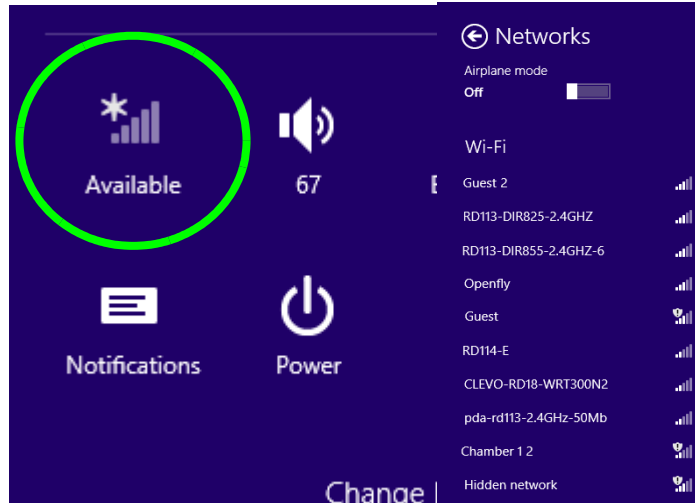 Available
67
Notifications
Power
Change
Networks
Airplane mode
Off
Wi-Fi
Guest 2
RD113-DIR825-2.4GHZ
RD113-DIR855-2.4GHZ-6
Openfly
Guest
RD114-E
CLEVO-RD18-WRT300N2
pda-rd113-2.4GHz-50Mb
Chamber 1 2
Hidden network